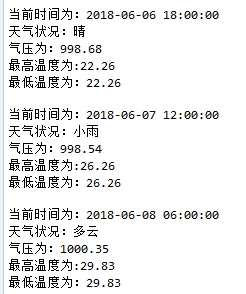 当前时间为：2018-06-06 18:00:00
天气状况：晴
气压为：998.68
最高温度为:22.26
最低温度为：22.26
当前时间为：2018-06-07 12:00:00
天气状况：小雨
气压为：998.54
最高温度为:26.26
最低温度为：26.26
当前时间为：2018-06-08 06:00:00
天气状况：多云
气压为：1000.35
最高温度为:29.83
最低温度为：29.83